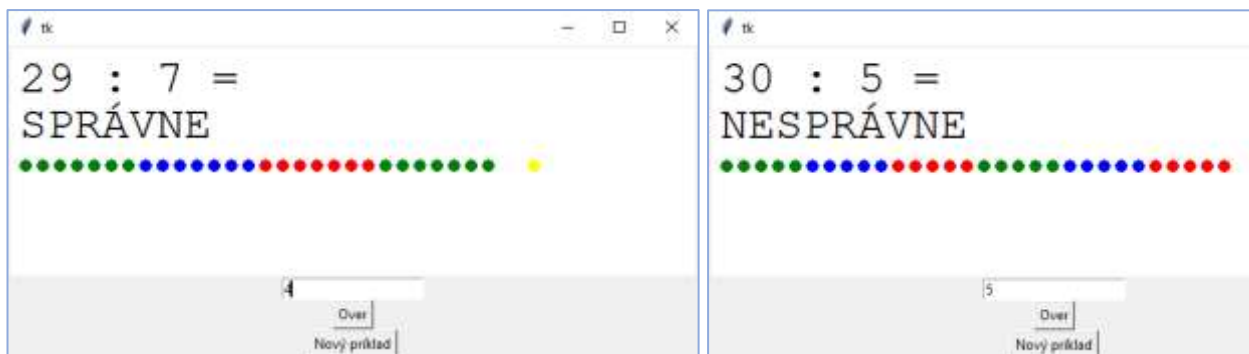 tk
29 : 7 =
SPRÁVNE
4
Over
Nový príklad
tk
30 : 5 =
NESPRÁVNE
5
Over
Nový príklad